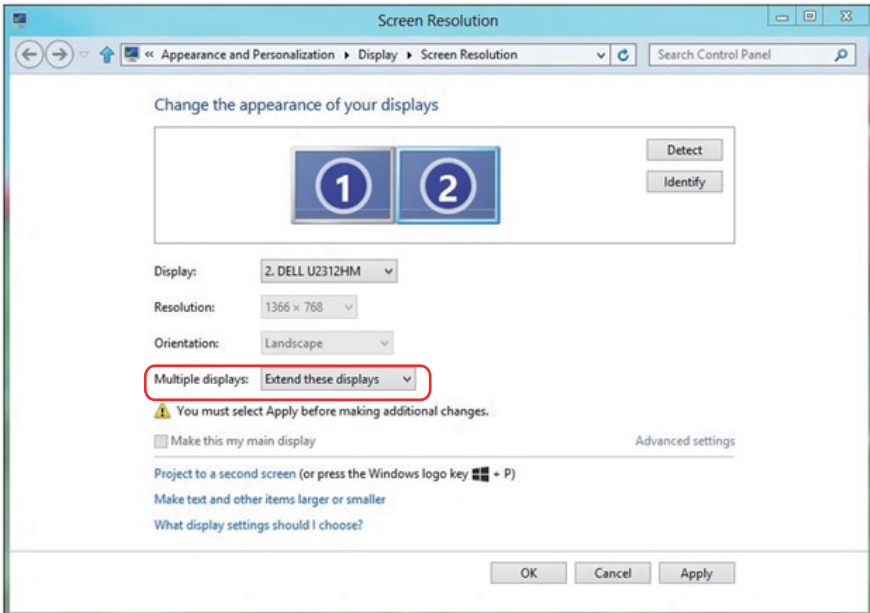 Screen Resolution
« Appearance and Personalization ▸ Display ▸ Screen Resolution
Search Control Panel
Change the appearance of your displays
1 2
Detect
Identify
Display: 2. DELL U2312HM
Resolution: 1366 × 768
Orientation: Landscape
Multiple displays: Extend these displays
You must select Apply before making additional changes.
Make this my main display
Advanced settings
Project to a second screen (or press the Windows logo key + P)
Make text and other items larger or smaller
What display settings should I choose?
OK Cancel Apply